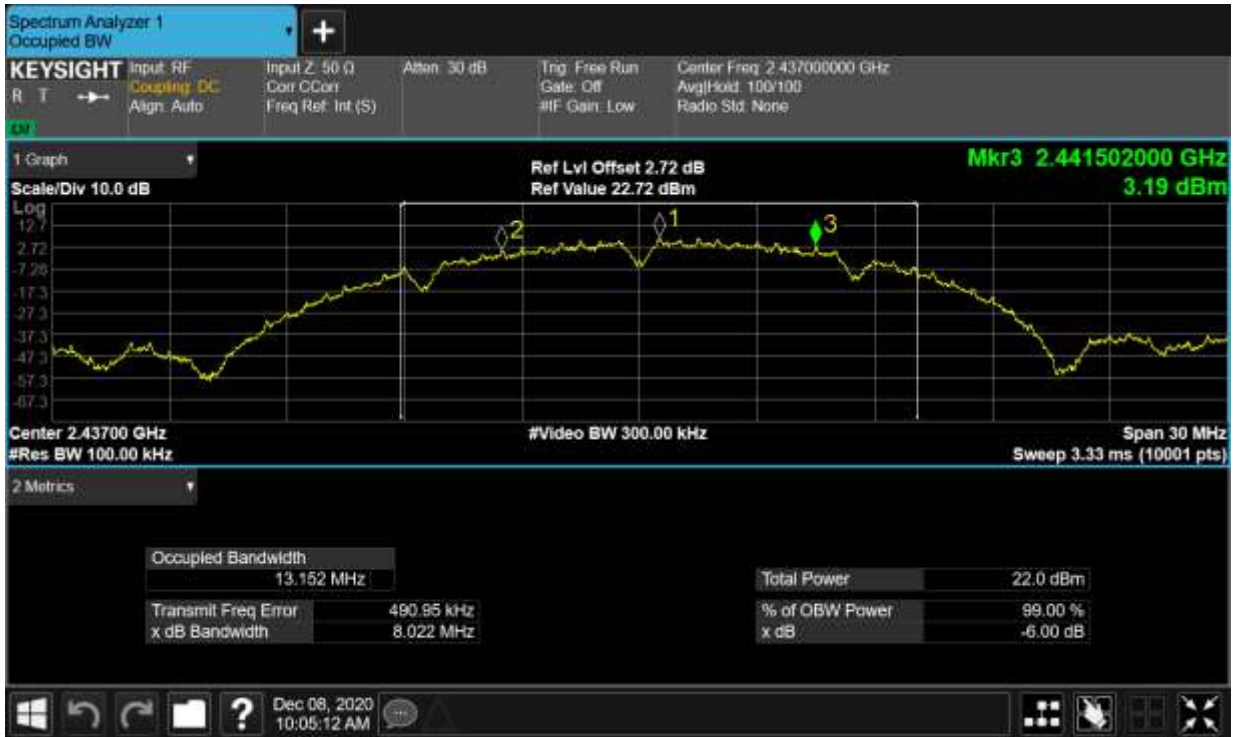 Spectrum Analyzer 1
Occupied BW
KEYSIGHT
R T
Input: RF
Coupling: DC
Align: Auto
Input Z: 50 Ω
Corr CCorr
Freq Ref: Int (S)
Atten: 30 dB
Trig: Free Run
Gate: Off
#IF Gain: Low
Center Freq: 2.437000000 GHz
Avg|Hold: 100/100
Radio Std: None
1 Graph
Scale/Div 10.0 dB
Ref Lvl Offset 2.72 dB
Ref Value 22.72 dBm
Mkr3 2.441502000 GHz
3.19 dBm
Log
12.7
2.72
-7.28
-17.3
-27.3
-37.3
-47.3
-57.3
-67.3
2
1
3
Center 2.43700 GHz
#Res BW 100.00 kHz
#Video BW 300.00 kHz
Span 30 MHz
Sweep 3.33 ms (10001 pts)
2 Metrics
Occupied Bandwidth
13.152 MHz
Transmit Freq Error 490.95 kHz
x dB Bandwidth 8.022 MHz
Total Power 22.0 dBm
% of OBW Power 99.00 %
x dB -6.00 dB
?
Dec 08, 2020
10:05:12 AM